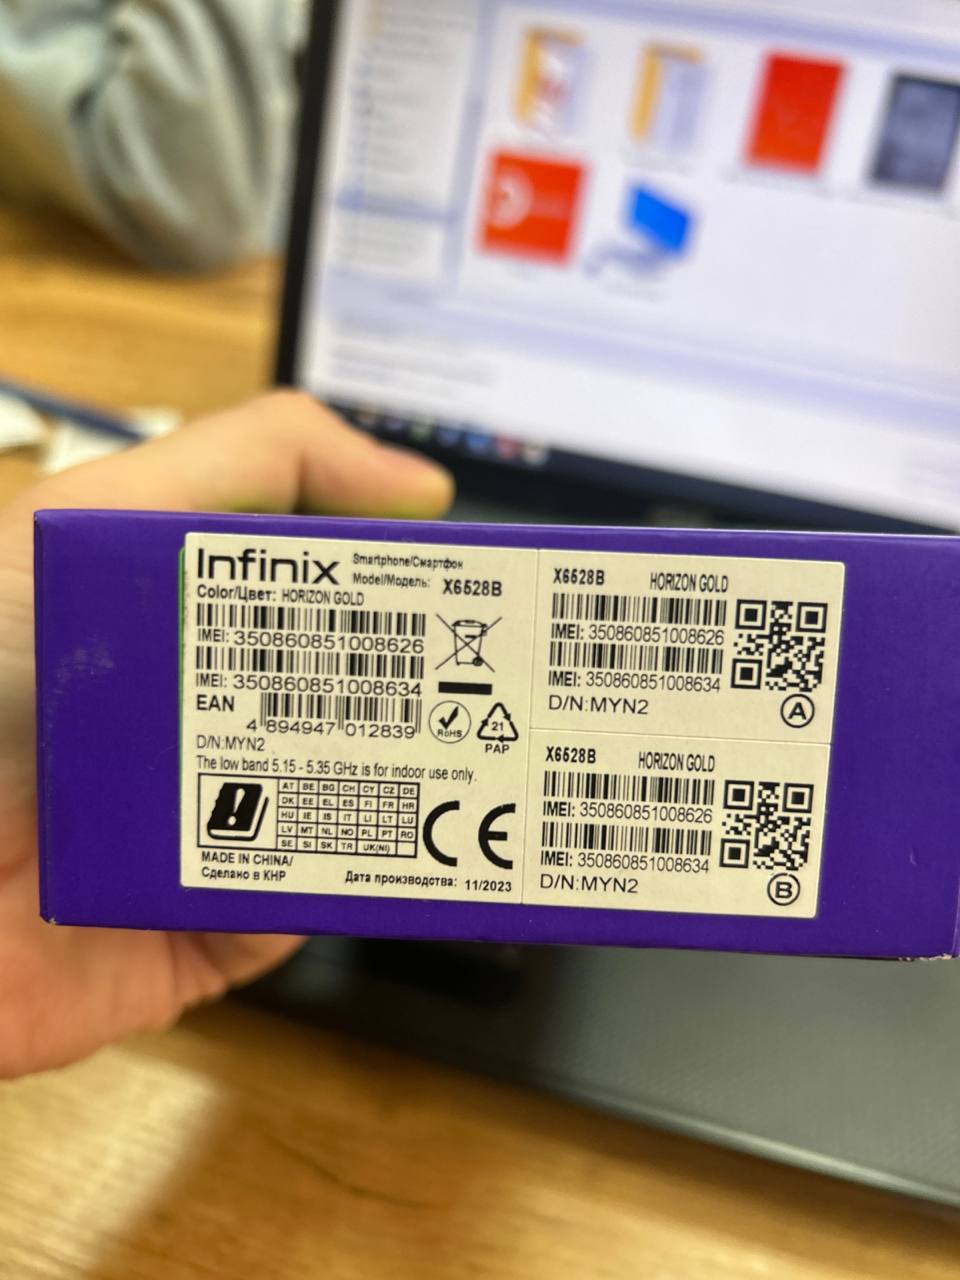 Infinix
Smartphone/Смартфон
Model/Модель: X6528B
Color/Цвет: HORIZON GOLD
IMEI: 350860851008626
IMEI: 350860851008634
EAN
4 894947 012839
D/N:MYN2
RoHS
21
PAP
The low band 5.15 - 5.35 GHz is for indoor use only.
AT BE BG CH CY CZ DE
DK EE EL ES FI FR HR
HU IE IS IT LI LT LU
LV MT NL NO PL PT RO
SE SI SK TR UK(NI)
CE
MADE IN CHINA/
Сделано в КНР
Дата производства: 11/2023
X6528B HORIZON GOLD
IMEI: 350860851008626
IMEI: 350860851008634
D/N:MYN2
A
X6528B HORIZON GOLD
IMEI: 350860851008626
IMEI: 350860851008634
D/N:MYN2
B